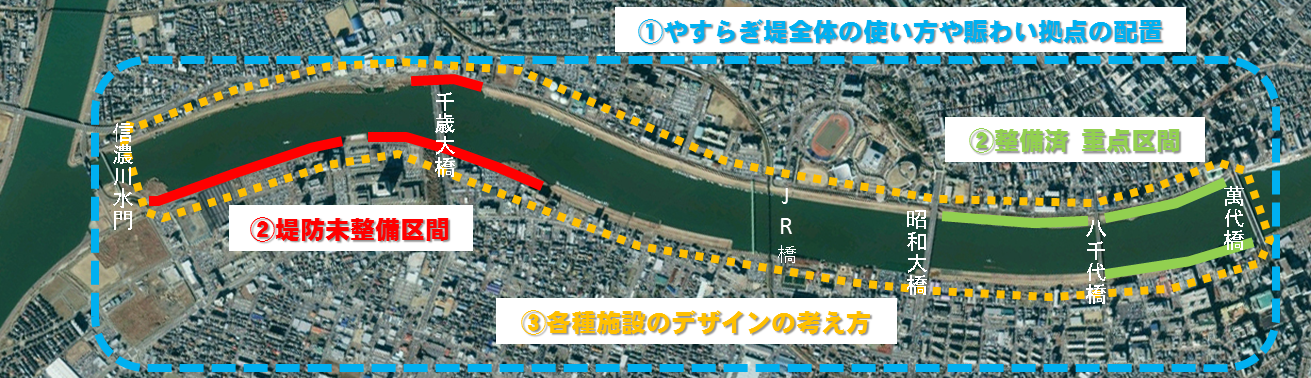 ①やすらぎ堤全体の使い方や賑わい拠点の配置
信濃川水門
千歳大橋
②整備済 重点区間
JR橋
昭和大橋
八千代橋
萬代橋
②堤防未整備区間
③各種施設のデザインの考え方